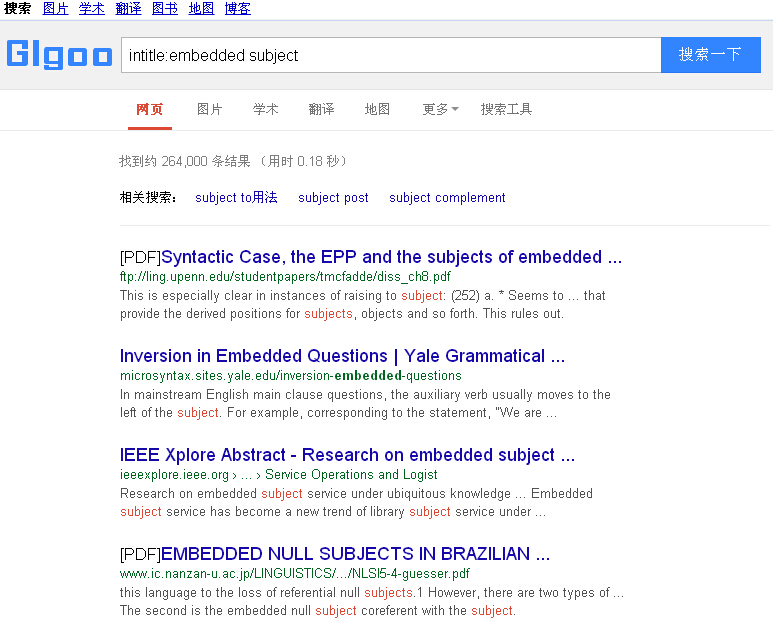 搜索 图片 学术 翻译 图书 地图 博客
Glgoo intitle:embedded subject 搜索一下
网页 图片 学术 翻译 地图 更多 搜索工具
找到约 264,000 条结果 （用时 0.18 秒）
相关搜索： subject to用法 subject post subject complement
[PDF]Syntactic Case, the EPP and the subjects of embedded ...
ftp://ling.upenn.edu/studentpapers/tmcfadde/diss_ch8.pdf
This is especially clear in instances of raising to subject: (252) a. * Seems to ... that
provide the derived positions for subjects, objects and so forth. This rules out.
Inversion in Embedded Questions | Yale Grammatical ...
microsyntax.sites.yale.edu/inversion-embedded-questions
In mainstream English main clause questions, the auxiliary verb usually moves to the
left of the subject. For example, corresponding to the statement, "We are ...
IEEE Xplore Abstract - Research on embedded subject ...
ieeexplore.ieee.org › ... › Service Operations and Logist
Research on embedded subject service under ubiquitous knowledge ... Embedded
subject service has become a new trend of library subject service under ...
[PDF]EMBEDDED NULL SUBJECTS IN BRAZILIAN ...
www.ic.nanzan-u.ac.jp/LINGUISTICS/.../NLSI5-4-guesser.pdf
this language to the loss of referential null subjects.1 However, there are two types of ...
The second is the embedded null subject coreferent with the subject.